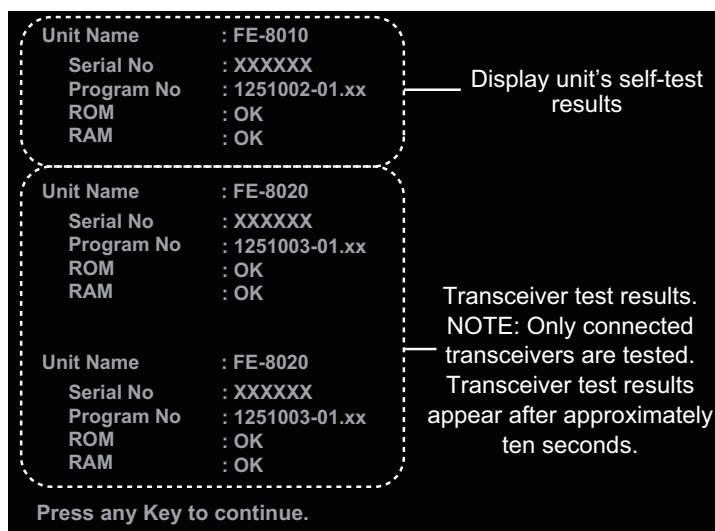 Unit Name : FE-8010
Serial No : XXXXXX
Program No : 1251002-01.xx
ROM : OK
RAM : OK
Display unit's self-test
results
Unit Name : FE-8020
Serial No : XXXXXX
Program No : 1251003-01.xx
ROM : OK
RAM : OK
Unit Name : FE-8020
Serial No : XXXXXX
Program No : 1251003-01.xx
ROM : OK
RAM : OK
Transceiver test results.
NOTE: Only connected
transceivers are tested.
Transceiver test results
appear after approximately
ten seconds.
Press any Key to continue.